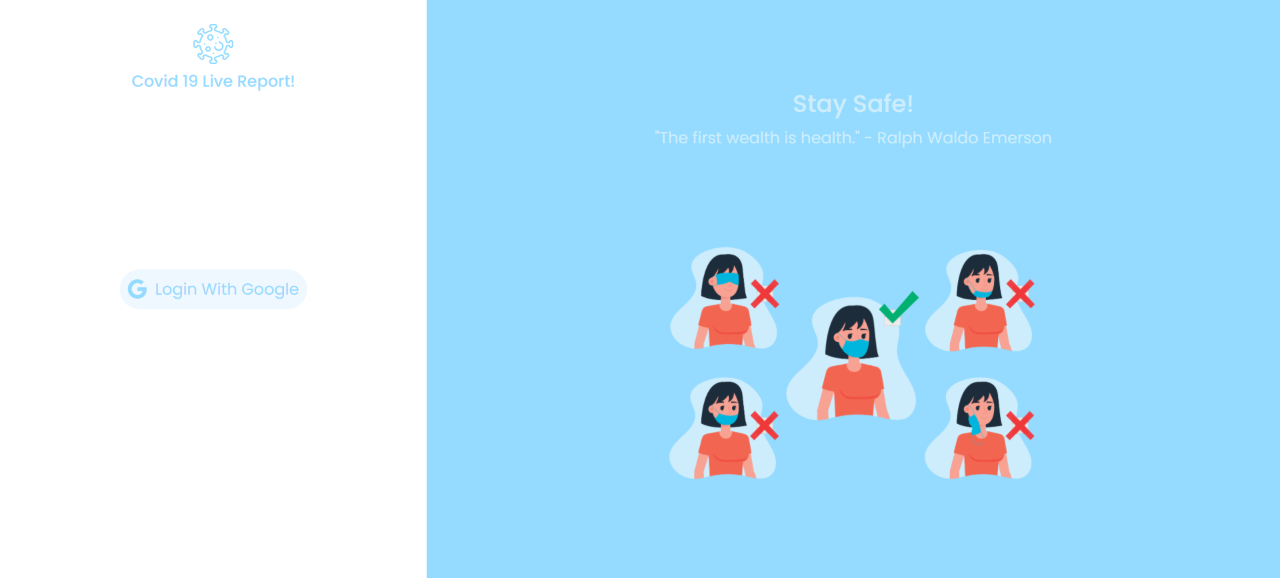 Covid 19 Live Report!
Login With Google
Stay Safe!
"The first wealth is health." - Ralph Waldo Emerson